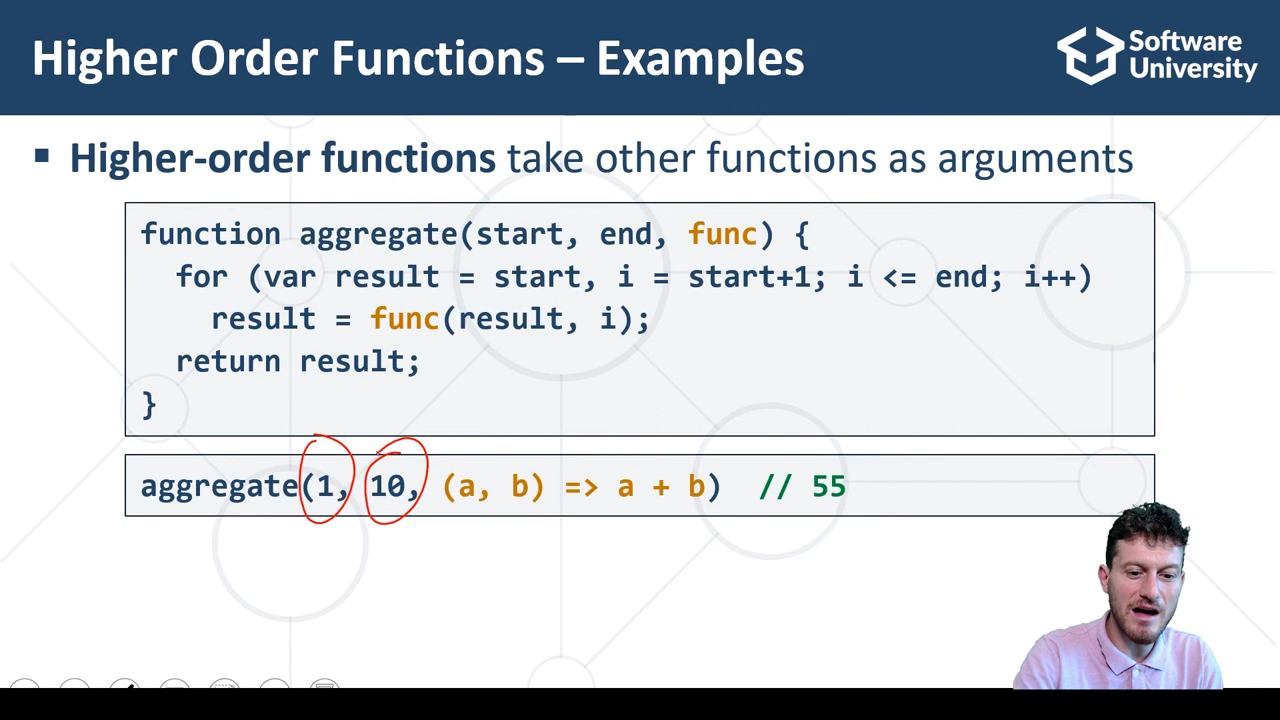 Higher Order Functions – Examples
Software
University
▪ Higher-order functions take other functions as arguments
function aggregate(start, end, func) {
  for (var result = start, i = start+1; i <= end; i++)
    result = func(result, i);
  return result;
}
aggregate(1, 10, (a, b) => a + b)  // 55